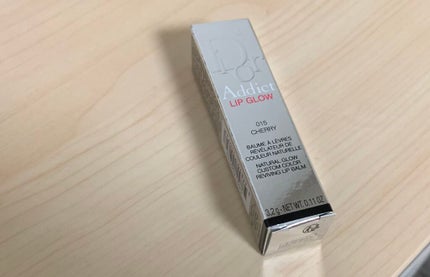 Dior
Addict
LIP GLOW
015
CHERRY
BAUME À LÈVRES
RÉVÉLATEUR DE
COULEUR NATURELLE
NATURAL GLOW
CUSTOM COLOR
REVIVING LIP BALM
3.2 g - NET WT. 0.11 OZ